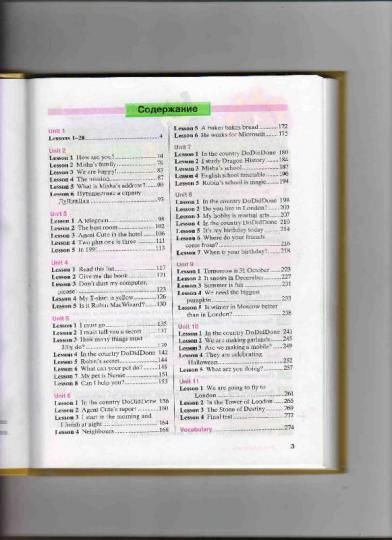 Содержание
Unit 1
Lessons 1–28 4
Unit 2
Lesson 1 How are you? 74
Lesson 2 Misha's family 78
Lesson 3 We are happy! 83
Lesson 4 The mission 87
Lesson 5 What is Misha's address? 90
Lesson 6 Путешествие в страну
93
Unit 3
Lesson 1 A telegram 98
Lesson 2 The best room 102
Lesson 3 Agent Cute in the hotel 106
Lesson 4 Two plus one is three 111
Lesson 5 In 199 113
Unit 4
Lesson 1 Read this list 117
Lesson 2 Give me the book 121
Lesson 3 Don't dust my computer,
please 123
Lesson 4 My T-shirt is yellow 126
Lesson 5 Is it Robin MacWizard? 130
Unit 5
Lesson 1 I must go 135
Lesson 2 I must tell you a secret 137
Lesson 3 How many things must
I do? 139
Lesson 4 In the country DoDidDone 142
Lesson 5 Robin's secret 144
Lesson 6 What can your pet do? 148
Lesson 7 My pet is Nessie 151
Lesson 8 Can I help you? 153
Unit 6
Lesson 1 In the country DoDidDone 156
Lesson 2 Agent Cute's report 160
Lesson 3 I start in the morning and
I finish at night 164
Lesson 4 Neighbours 168
Lesson 5 A baker bakes bread 172
Lesson 6 He works for Microsoft 175
Unit 7
Lesson 1 In the country DoDidDone 180
Lesson 2 I study Dragon History 184
Lesson 3 Misha's school 187
Lesson 4 English school timetable 190
Lesson 5 Robin's school is magic 194
Unit 8
Lesson 1 In the country DoDidDone 198
Lesson 2 Do you live in London? 203
Lesson 3 My hobby is martial arts 207
Lesson 4 In the country DoDidDone 210
Lesson 5 It's my birthday today 214
Lesson 6 Where do your friends
come from? 216
Lesson 7 When is your birthday? 218
Unit 9
Lesson 1 Tomorrow is 31 October 223
Lesson 2 It snows in December 227
Lesson 3 Summer is fun 231
Lesson 4 We need the biggest
pumpkin 233
Lesson 5 Is winter in Moscow better
than in London? 238
Unit 10
Lesson 1 In the country DoDidDone 241
Lesson 2 We are making garlands 245
Lesson 3 Are we making a mobile? 249
Lesson 4 They are celebrating
Halloween 252
Lesson 5 What are you doing? 257
Unit 11
Lesson 1 We are going to fly to
London 261
Lesson 2 In the Tower of London 265
Lesson 3 The Stone of Destiny 269
Lesson 4 Final test 272
Vocabulary 274
3